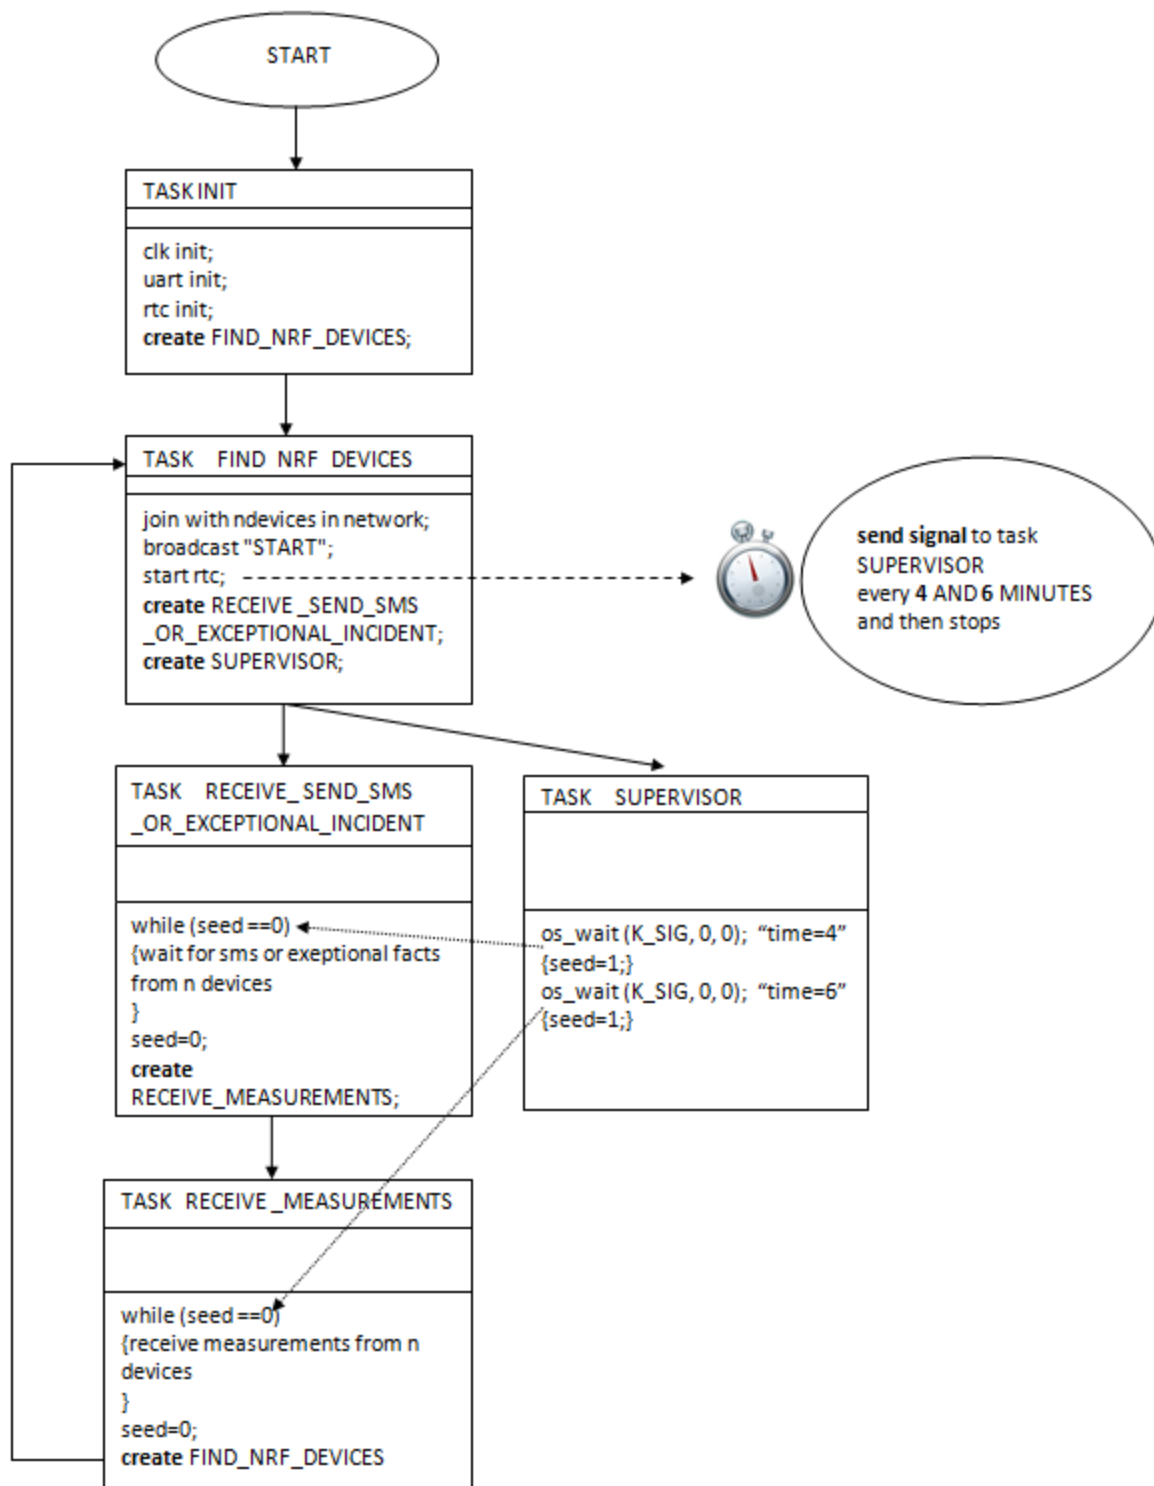 START
TASK INIT
clk init;
uart init;
rtc init;
create FIND_NRF_DEVICES;
TASK FIND NRF DEVICES
join with ndevices in network;
broadcast "START";
start rtc;
create RECEIVE_SEND_SMS
_OR_EXCEPTIONAL_INCIDENT;
create SUPERVISOR;
send signal to task
SUPERVISOR
every 4 AND 6 MINUTES
and then stops
TASK RECEIVE_SEND_SMS
_OR_EXCEPTIONAL_INCIDENT
while (seed ==0)
{wait for sms or exeptional facts
from n devices
}
seed=0;
create
RECEIVE_MEASUREMENTS;
TASK SUPERVISOR
os_wait (K_SIG, 0, 0); “time=4”
{seed=1;}
os_wait (K_SIG, 0, 0); “time=6”
{seed=1;}
TASK RECEIVE_MEASUREMENTS
while (seed ==0)
{receive measurements from n
devices
}
seed=0;
create FIND_NRF_DEVICES